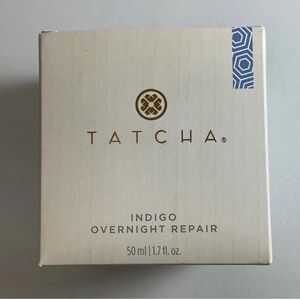 TATCHA®
INDIGO
OVERNIGHT REPAIR
50 ml | 1.7 fl. oz.